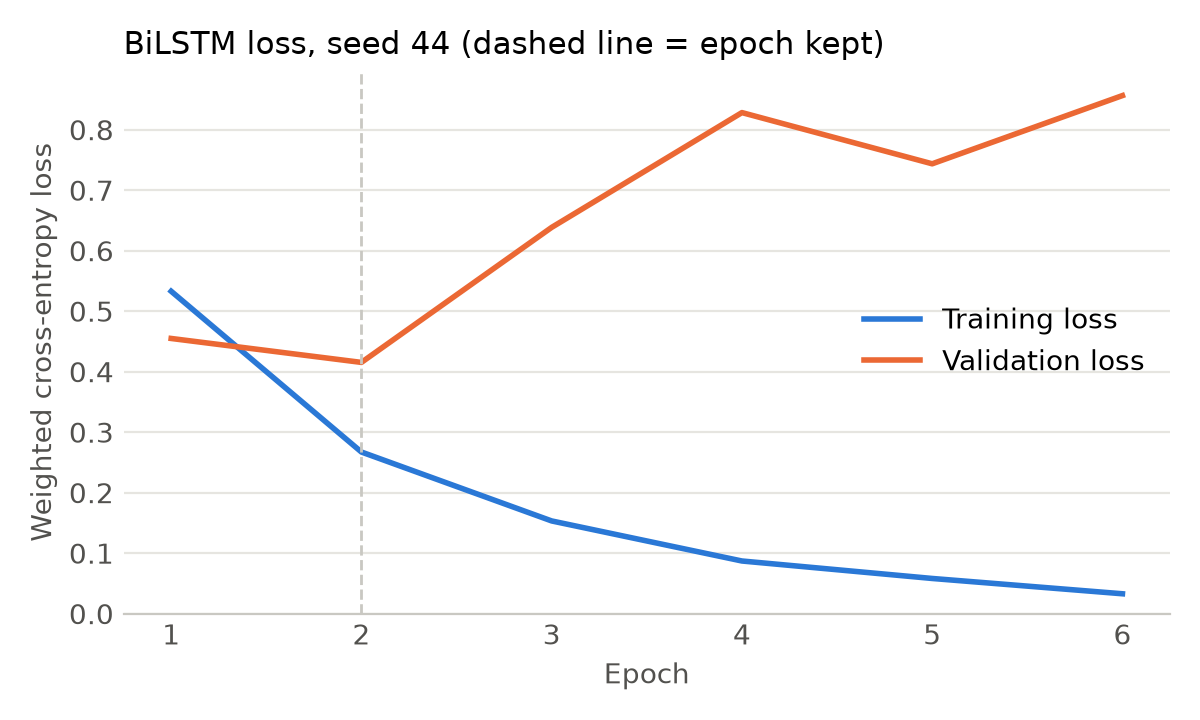 BiLSTM loss, seed 44 (dashed line = epoch kept)
Weighted cross-entropy loss
0.8
0.7
0.6
0.5
0.4
0.3
0.2
0.1
0.0
Training loss
Validation loss
1 2 3 4 5 6
Epoch